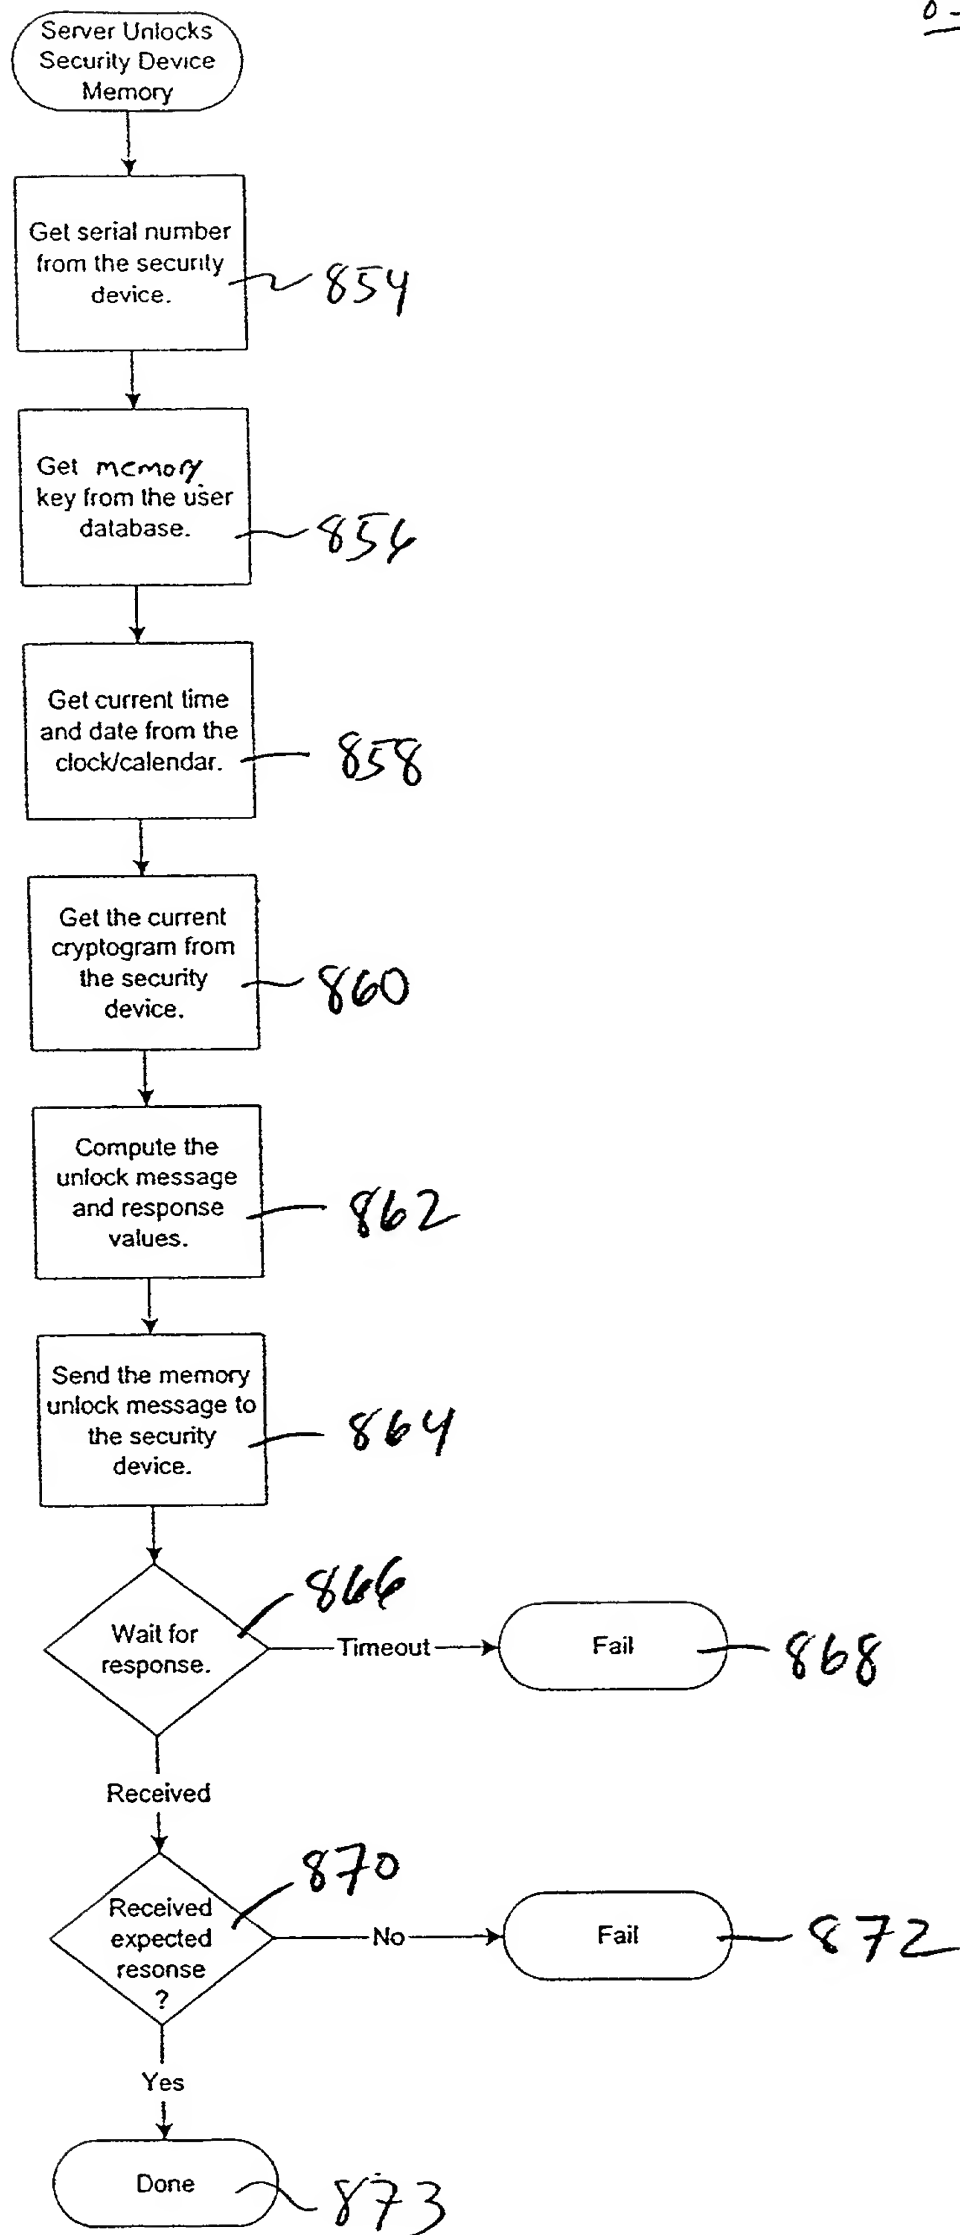 Server Unlocks
Security Device
Memory
Get serial number
from the security
device.
854
Get memory
key from the user
database.
856
Get current time
and date from the
clock/calendar.
858
Get the current
cryptogram from
the security
device.
860
Compute the
unlock message
and response
values.
862
Send the memory
unlock message to
the security
device.
864
866
Wait for
response.
Timeout
Fail
868
Received
870
Received
expected
resonse
?
No
Fail
872
Yes
Done
873